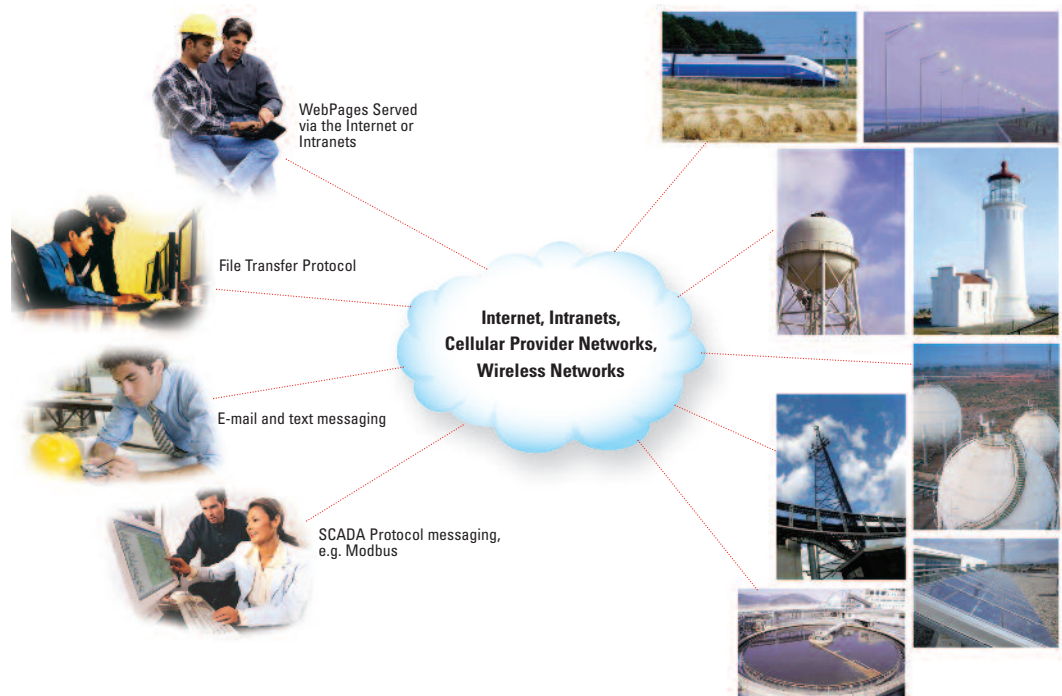 WebPages Served
via the Internet or
Intranets
File Transfer Protocol
Internet, Intranets,
Cellular Provider Networks,
Wireless Networks
E-mail and text messaging
SCADA Protocol messaging,
e.g. Modbus